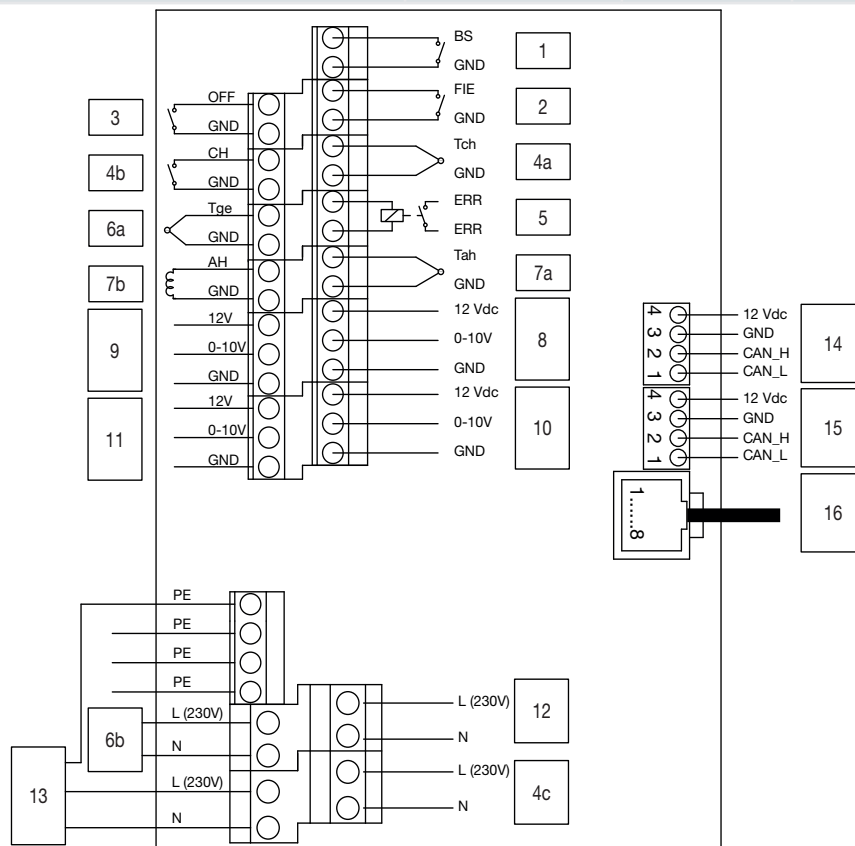 BS
GND
1
FIE
GND
2
Tch
GND
4a
ERR
ERR
5
Tah
GND
7a
12 Vdc
0-10V
GND
8
12 Vdc
0-10V
GND
10
3
OFF
GND
4b
CH
GND
6a
Tge
GND
7b
AH
GND
9
12V
0-10V
GND
11
12V
0-10V
GND
4 12 Vdc
3 GND
2 CAN_H
1 CAN_L
14
4 12 Vdc
3 GND
2 CAN_H
1 CAN_L
15
1......8
16
PE
PE
PE
PE
6b
L (230V)
N
13
L (230V)
N
L (230V)
N
12
L (230V)
N
4c